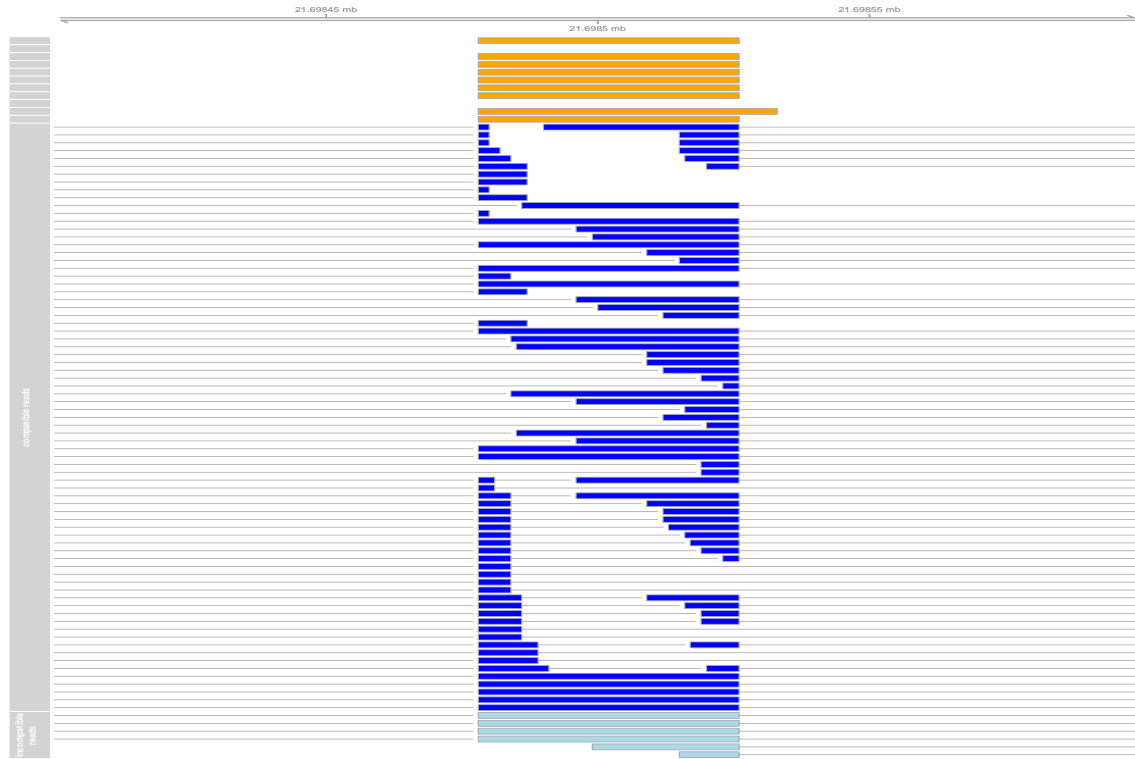 21.69845 mb
21.69855 mb
21.6985 mb
compatible reads
incompatible
reads